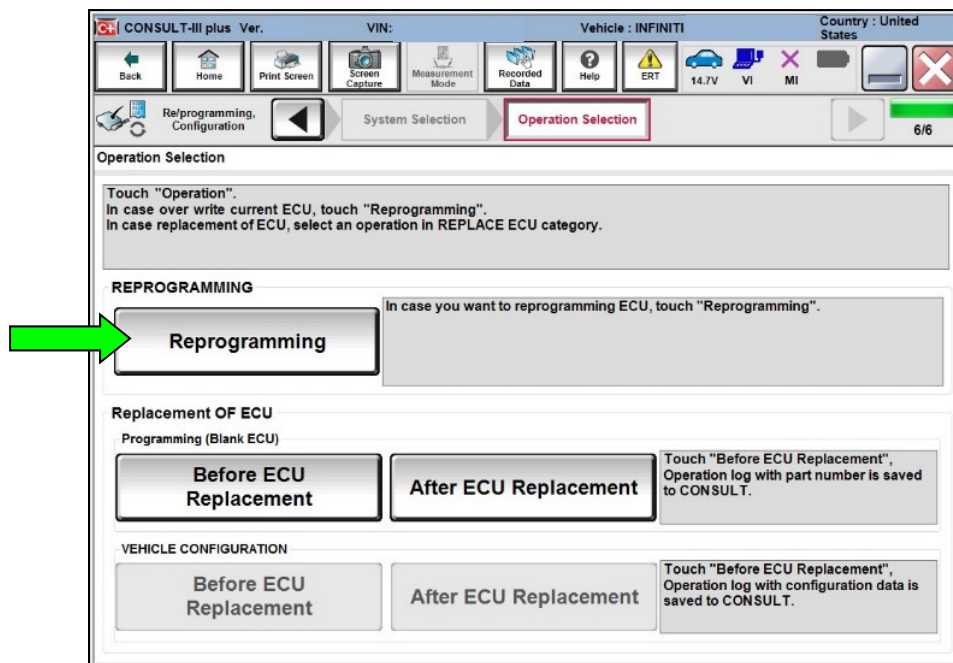 C+ CONSULT-III plus Ver. VIN: Vehicle : INFINITI Country : United
States
Back Home Print Screen Screen
Capture Measurement
Mode Recorded
Data Help ERT 14.7V VI MI
Re/programming,
Configuration System Selection Operation Selection 6/6
Operation Selection
Touch "Operation".
In case over write current ECU, touch "Reprogramming".
In case replacement of ECU, select an operation in REPLACE ECU category.
REPROGRAMMING
Reprogramming
In case you want to reprogramming ECU, touch "Reprogramming".
Replacement OF ECU
Programming (Blank ECU)
Before ECU
Replacement
After ECU Replacement
Touch "Before ECU Replacement",
Operation log with part number is saved
to CONSULT.
VEHICLE CONFIGURATION
Before ECU
Replacement
After ECU Replacement
Touch "Before ECU Replacement",
Operation log with configuration data is
saved to CONSULT.